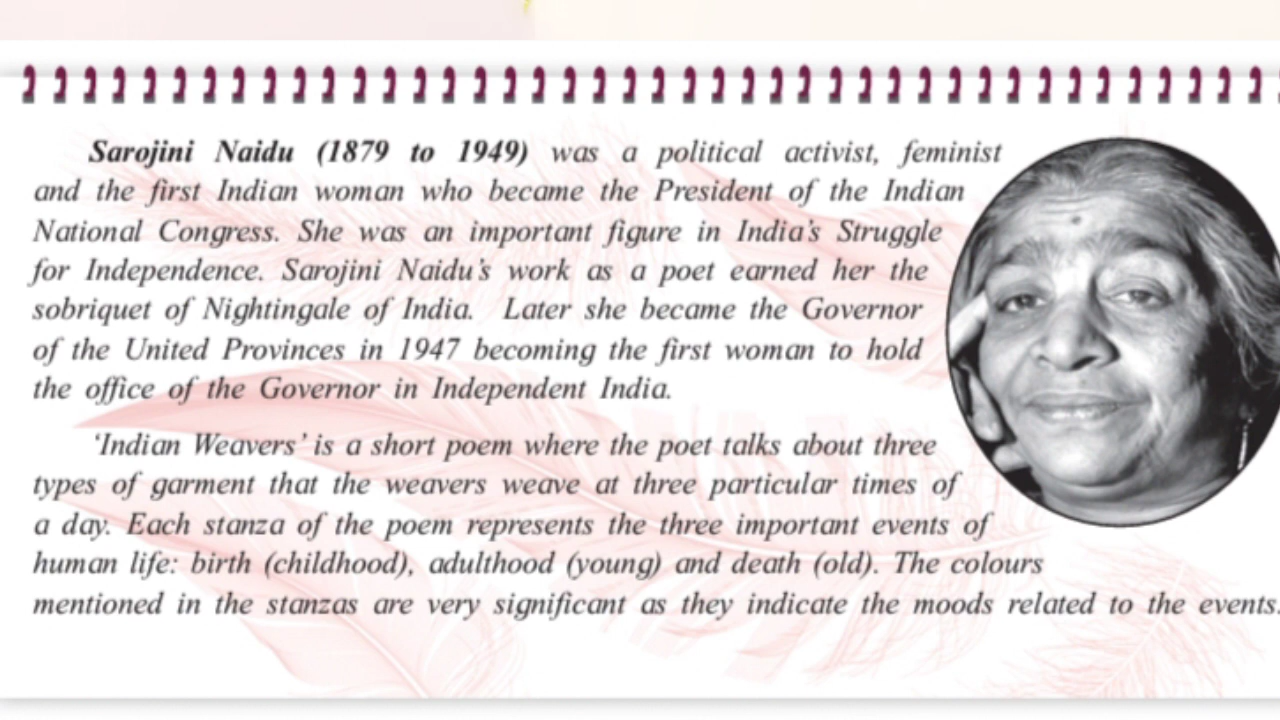 Sarojini Naidu (1879 to 1949) was a political activist, feminist
and the first Indian woman who became the President of the Indian
National Congress. She was an important figure in India's Struggle
for Independence. Sarojini Naidu's work as a poet earned her the
sobriquet of Nightingale of India. Later she became the Governor
of the United Provinces in 1947 becoming the first woman to hold
the office of the Governor in Independent India.
'Indian Weavers' is a short poem where the poet talks about three
types of garment that the weavers weave at three particular times of
a day. Each stanza of the poem represents the three important events of
human life: birth (childhood), adulthood (young) and death (old). The colours
mentioned in the stanzas are very significant as they indicate the moods related to the events.